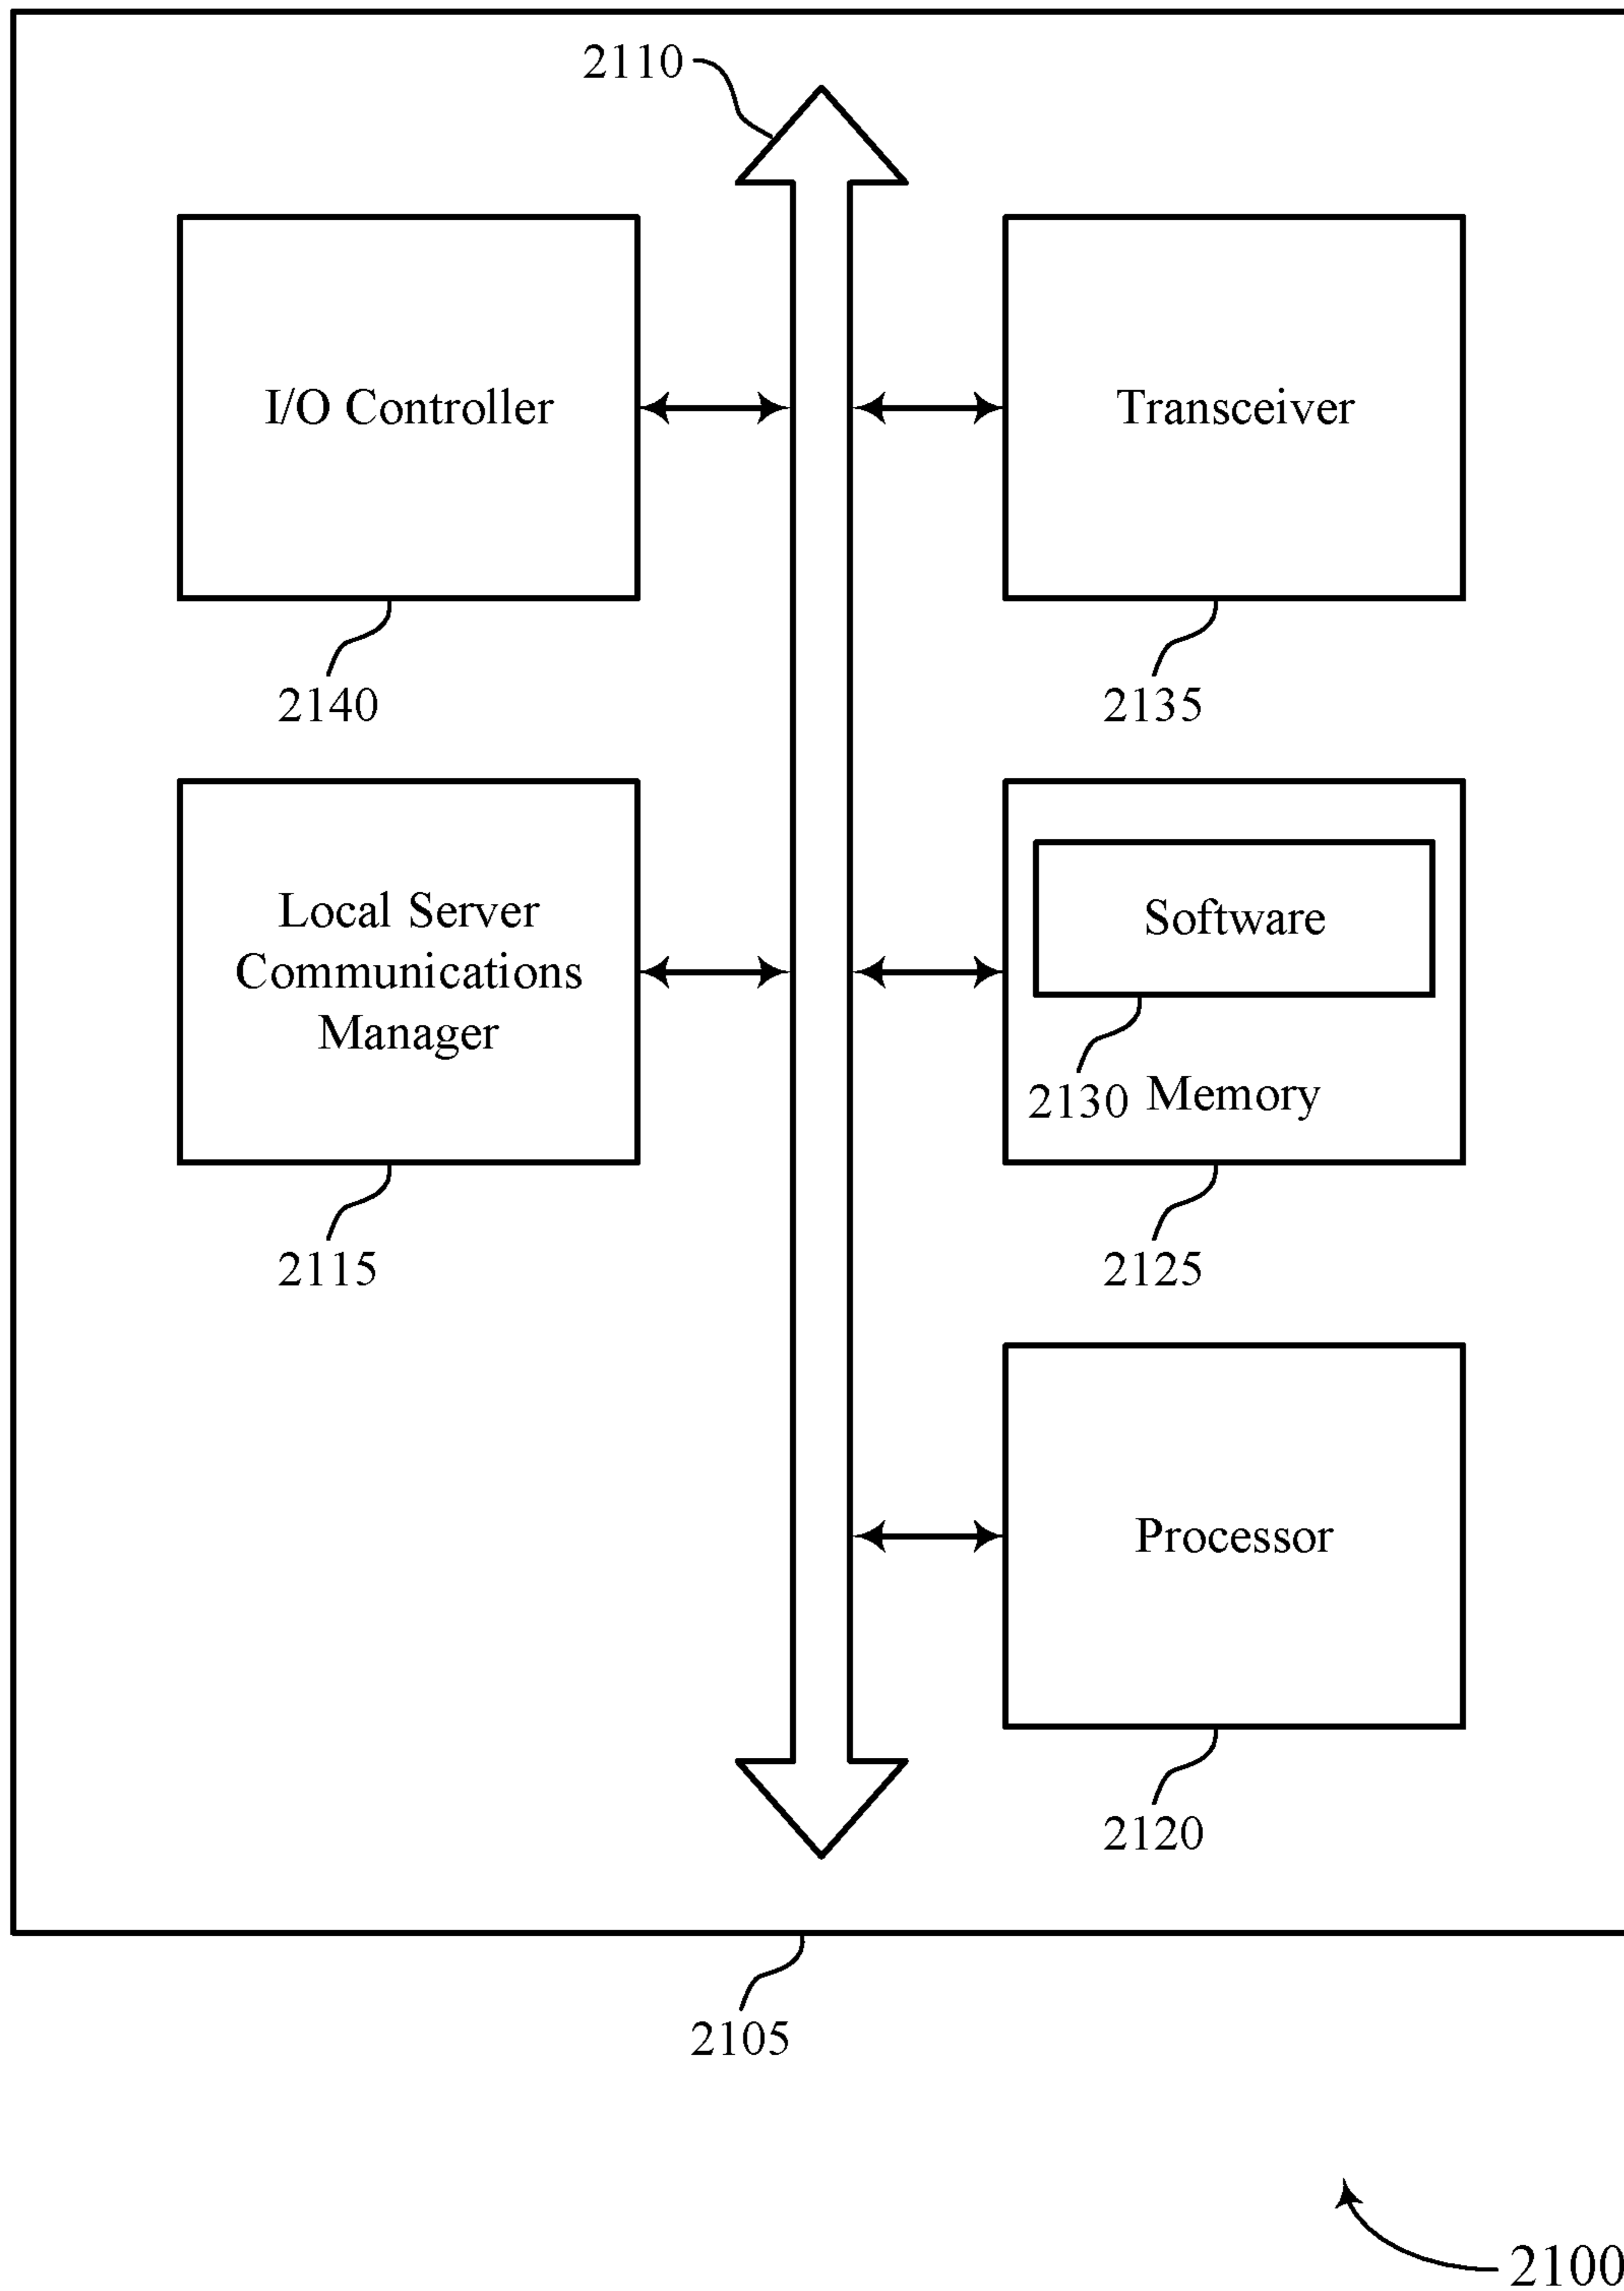 2110
I/O Controller
Transceiver
2140
2135
Local Server
Communications
Manager
Software
2130 Memory
2115
2125
Processor
2120
2105
2100